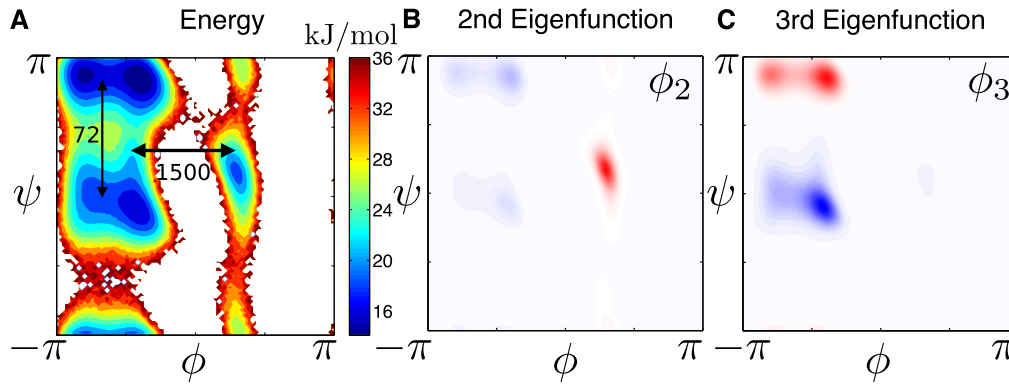 A Energy
kJ/mol
π
ψ
−π
ϕ
π
72
1500
36
32
28
24
20
16
B 2nd Eigenfunction
π
ψ
−π
ϕ
π
ϕ₂
C 3rd Eigenfunction
π
ψ
−π
ϕ
π
ϕ₃